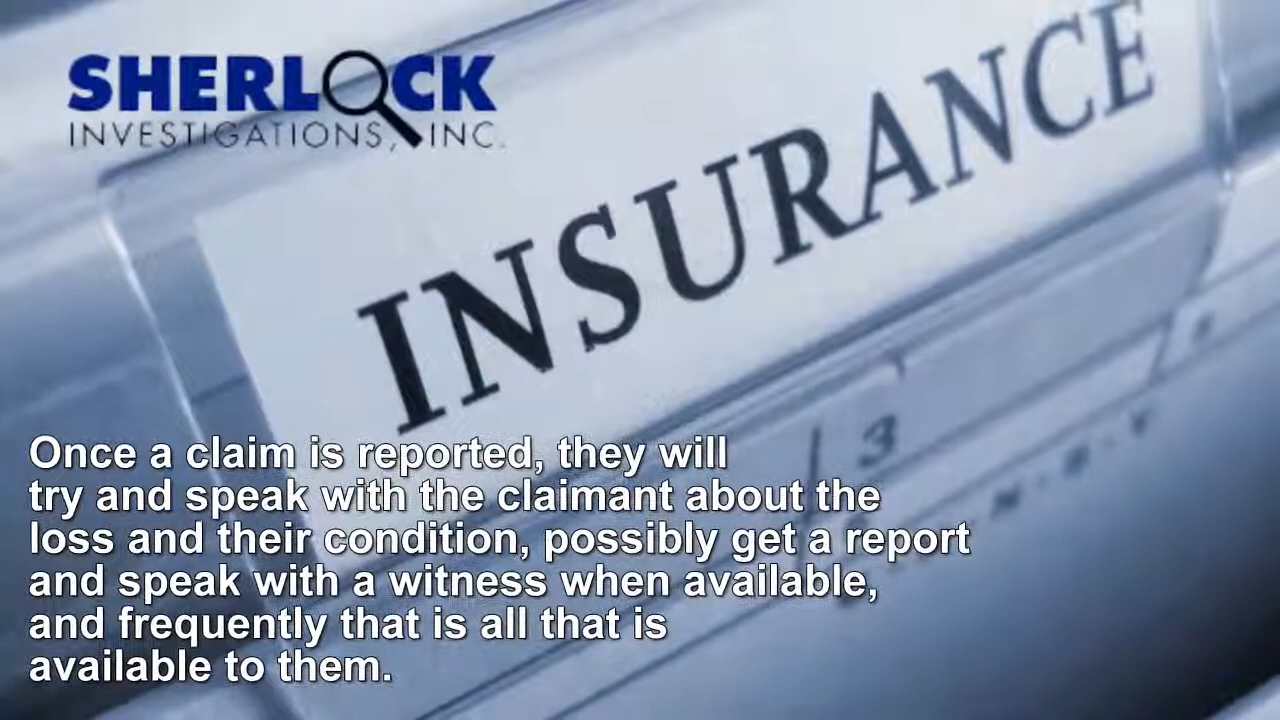 SHERLOCK
INVESTIGATIONS, INC.
INSURANCE
3
Once a claim is reported, they will
try and speak with the claimant about the
loss and their condition, possibly get a report
and speak with a witness when available,
and frequently that is all that is
available to them.